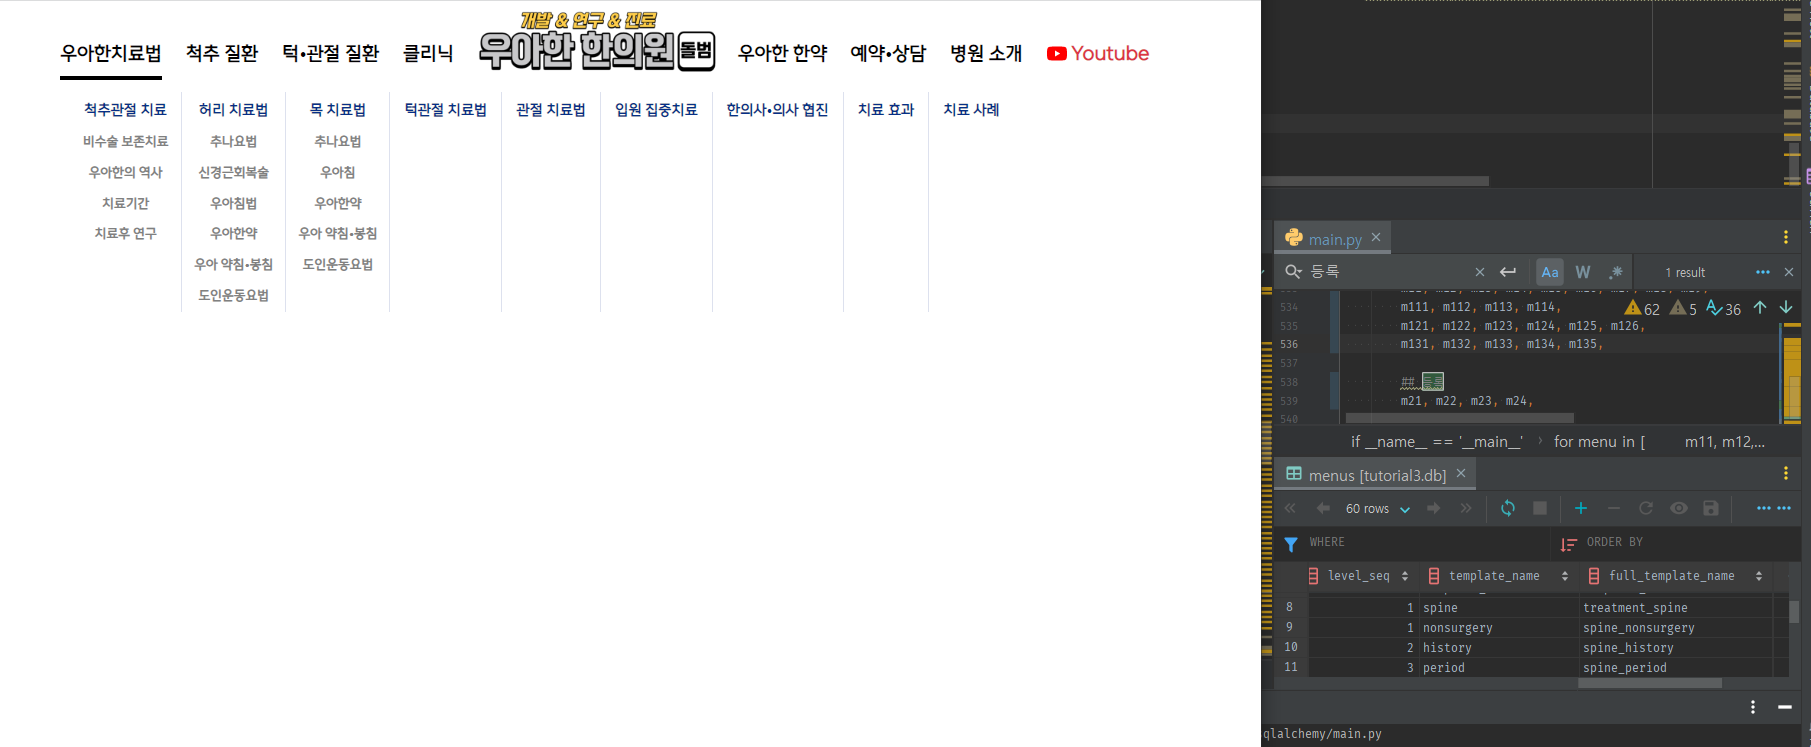 개발 & 연구 & 진료
우아한치료법 척추 질환 턱•관절 질환 클리닉 우아한 한의원 돌범 우아한 한약 예약•상담 병원 소개 Youtube
척추관절 치료 허리 치료법 목 치료법 턱관절 치료법 관절 치료법 입원 집중치료 한의사•의사 협진 치료 효과 치료 사례
비수술 보존치료 추나요법 추나요법
우아한의 역사 신경근회복술 우아침
치료기간 우아침법 우아한약
치료후 연구 우아한약 우아 약침•봉침
우아 약침•봉침 도인운동요법
도인운동요법
main.py
등록 Aa W .* 1 result
534 m111, m112, m113, m114, 62 5 36
535 m121, m122, m123, m124, m125, m126,
536 m131, m132, m133, m134, m135,
537
538 ##
539 m21, m22, m23, m24,
540
if __name__ == '__main__' › for menu in [ m11, m12,...
menus [tutorial3.db]
60 rows
WHERE ORDER BY
level_seq template_name full_template_name
8 1 spine treatment_spine
9 1 nonsurgery spine_nonsurgery
10 2 history spine_history
11 3 period spine_period
qlalchemy/main.py